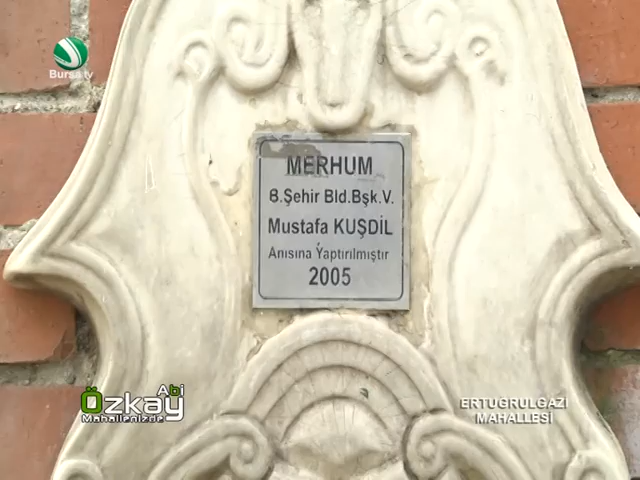 Bursa tv
MERHUM
8.Şehir Bld.Bşk.V.
Mustafa KUŞDİL
Anısına Yaptırılmıştır
2005
Özkay Abi
Mahallenizde
ERTUĞRULGAZİ
MAHALLESİ